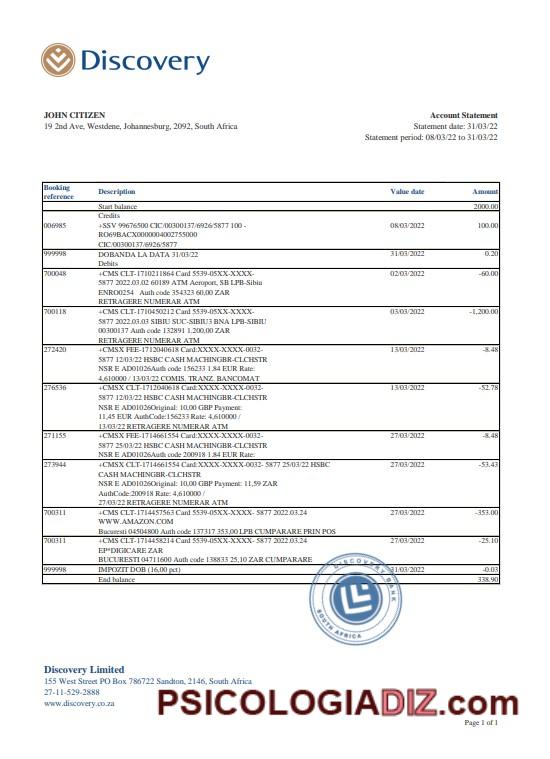 Discovery
JOHN CITIZEN
19 2nd Ave, Westdene, Johannesburg, 2092, South Africa
Account Statement
Statement date: 31/03/22
Statement period: 08/03/22 to 31/03/22
Booking reference Description Value date Amount
Start balance 2000.00
Credits
006985 +SSV 99676500 CIC/00300137/6926/5877 100 - 08/03/2022 100.00
RO69BACX0000004002755000
CIC/00300137/6926/5877
999998 DOBANDA LA DATA 31/03/22 31/03/2022 0.20
Debits
700048 +CMS CLT-1710211864 Card 5539-05XX-XXXX- 02/03/2022 -60.00
5877 2022.03.02 60189 ATM Aeroport, SB LPB-Sibiu
ENRO0254 Auth code 354323 60,00 ZAR
RETRAGERE NUMERAR ATM
700118 +CMS CLT-1710450212 Card 5539-05XX-XXXX- 03/03/2022 -1,200.00
5877 2022.03.03 SIBIU SUC-SIBIU3 BNA LPB-SIBIU
00300137 Auth code 132891 1.200,00 ZAR
RETRAGERE NUMERAR ATM
272420 +CMSX FEE-1712040618 Card:XXXX-XXXX-0032- 13/03/2022 -8.48
5877 12/03/22 HSBC CASH MACHINGBR-CLCHSTR
NSR E AD01026Auth code 156233 1.84 EUR Rate:
4,610000 / 13/03/22 COMIS. TRANZ. BANCOMAT
276536 +CMSX CLT-1712040618 Card:XXXX-XXXX-0032- 13/03/2022 -52.78
5877 12/03/22 HSBC CASH MACHINGBR-CLCHSTR
NSR E AD01026Original: 10,00 GBP Payment:
11,45 EUR AuthCode:156233 Rate: 4,610000 /
13/03/22 RETRAGERE NUMERAR ATM
271155 +CMSX FEE-1714661554 Card:XXXX-XXXX-0032- 27/03/2022 -8.48
5877 25/03/22 HSBC CASH MACHINGBR-CLCHSTR
NSR E AD01026Auth code 200918 1.84 EUR Rate:
273944 +CMSX CLT-1714661554 Card:XXXX-XXXX-0032- 5877 25/03/22 HSBC 27/03/2022 -53.43
CASH MACHINGBR-CLCHSTR
NSR E AD01026Original: 10,00 GBP Payment: 11,59 ZAR
AuthCode:200918 Rate: 4,610000 /
27/03/22 RETRAGERE NUMERAR ATM
700311 +CMS CLT-1714457563 Card 5539-05XX-XXXX- 5877 2022.03.24 27/03/2022 -353.00
WWW.AMAZON.COM
Bucuresti 04504800 Auth code 137317 353,00 LPB CUMPARARE PRIN POS
700311 +CMS CLT-1714458214 Card 5539-05XX-XXXX- 5877 2022.03.24 27/03/2022 -25.10
EP*DIGICARE ZAR
BUCURESTI 04711600 Auth code 138833 25,10 ZAR CUMPARARE
999998 IMPOZIT DOB (16,00 pct) 31/03/2022 -0.03
End balance 338.90
DISCOVERY BANK
SOUTH AFRICA
Discovery Limited
155 West Street PO Box 786722 Sandton, 2146, South Africa
27-11-529-2888
www.discovery.co.za
PSICOLOGIADIZ.com
Page 1 of 1